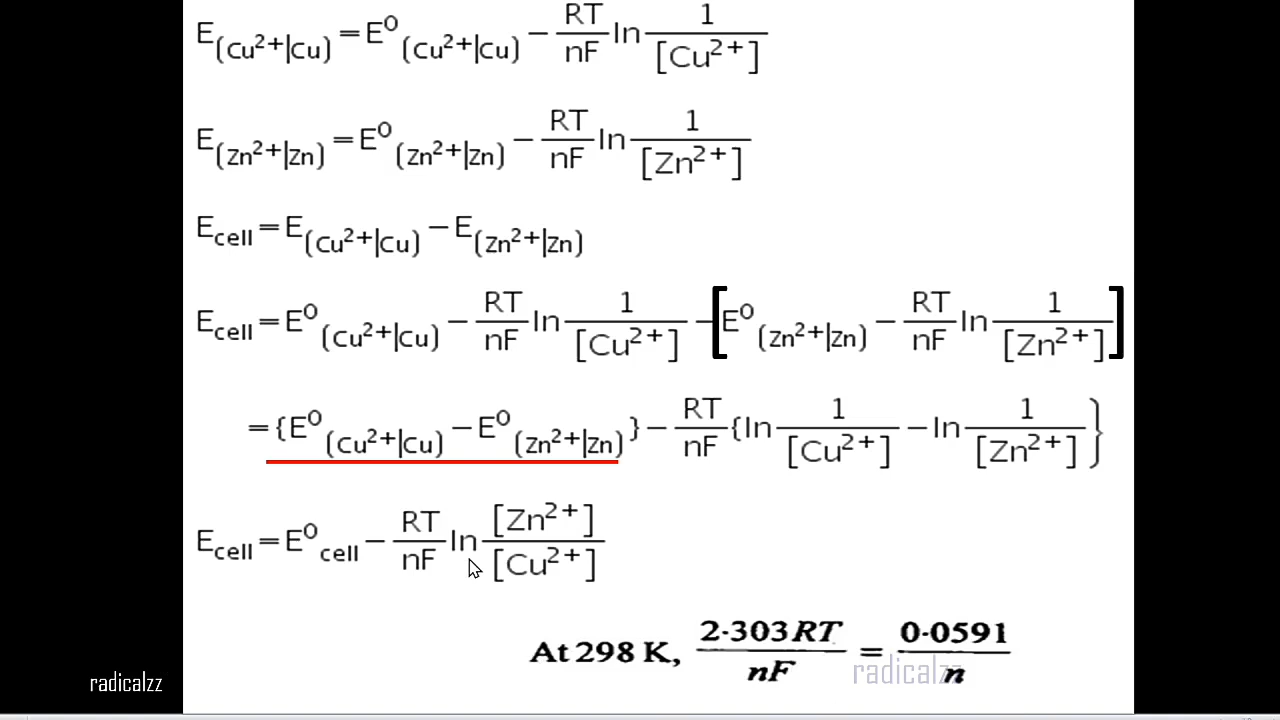 E(Cu²⁺|Cu) = E⁰(Cu²⁺|Cu) − RT/nF ln 1/[Cu²⁺]
E(Zn²⁺|Zn) = E⁰(Zn²⁺|Zn) − RT/nF ln 1/[Zn²⁺]
Ecell = E(Cu²⁺|Cu) − E(Zn²⁺|Zn)
Ecell = E⁰(Cu²⁺|Cu) − RT/nF ln 1/[Cu²⁺] − [E⁰(Zn²⁺|Zn) − RT/nF ln 1/[Zn²⁺]]
= {E⁰(Cu²⁺|Cu) − E⁰(Zn²⁺|Zn)} − RT/nF {ln 1/[Cu²⁺] − ln 1/[Zn²⁺]}
Ecell = E⁰cell − RT/nF ln [Zn²⁺]/[Cu²⁺]
At 298 K, 2·303RT/nF = 0·0591/n
radicalzz
radicalzz